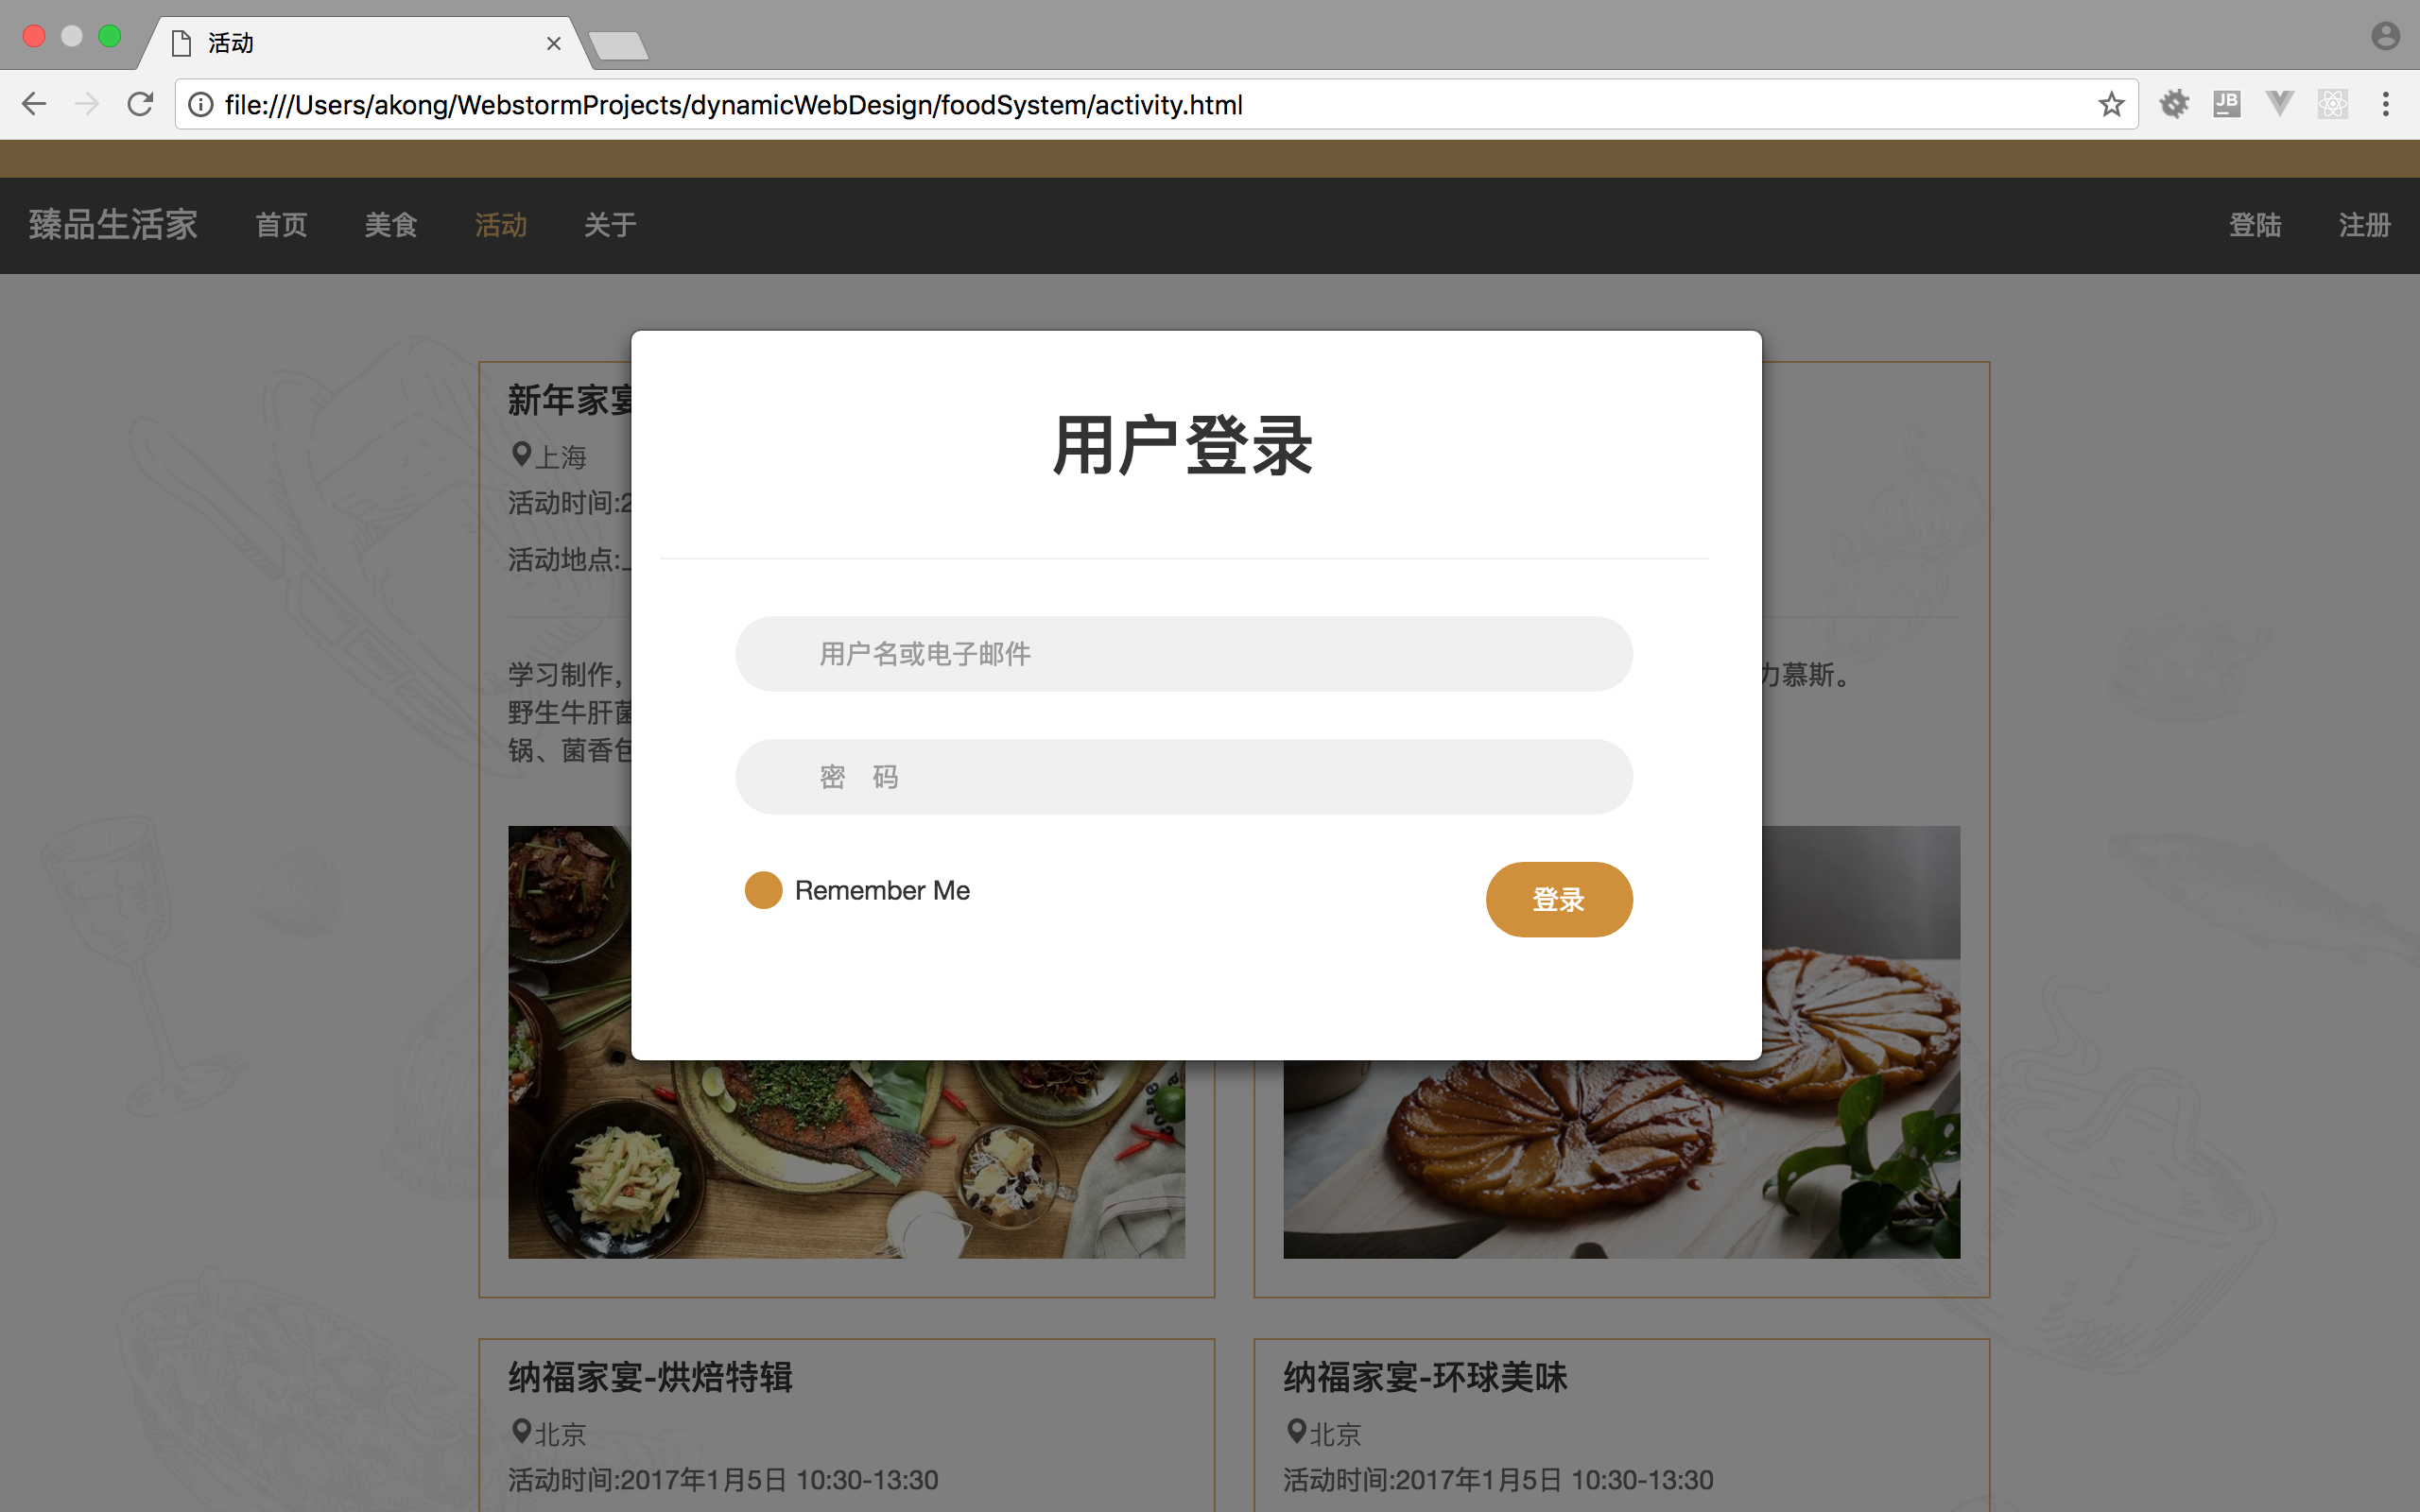 活动
file:///Users/akong/WebstormProjects/dynamicWebDesign/foodSystem/activity.html
JB
臻品生活家 首页 美食 活动 关于 登陆 注册
用户登录
新年家宴
上海
活动时间:2
活动地点:
用户名或电子邮件
学习制作， 力慕斯。
野生牛肝菌
锅、菌香包
密 码
Remember Me 登录
纳福家宴-烘焙特辑 纳福家宴-环球美味
北京 北京
活动时间:2017年1月5日 10:30-13:30 活动时间:2017年1月5日 10:30-13:30